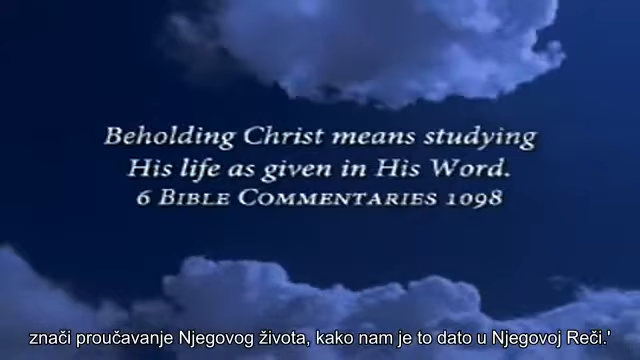 Beholding Christ means studying
His life as given in His Word.
6 BIBLE COMMENTARIES 1098
znači proučavanje Njegovog života, kako nam je to dato u Njegovoj Reči.'